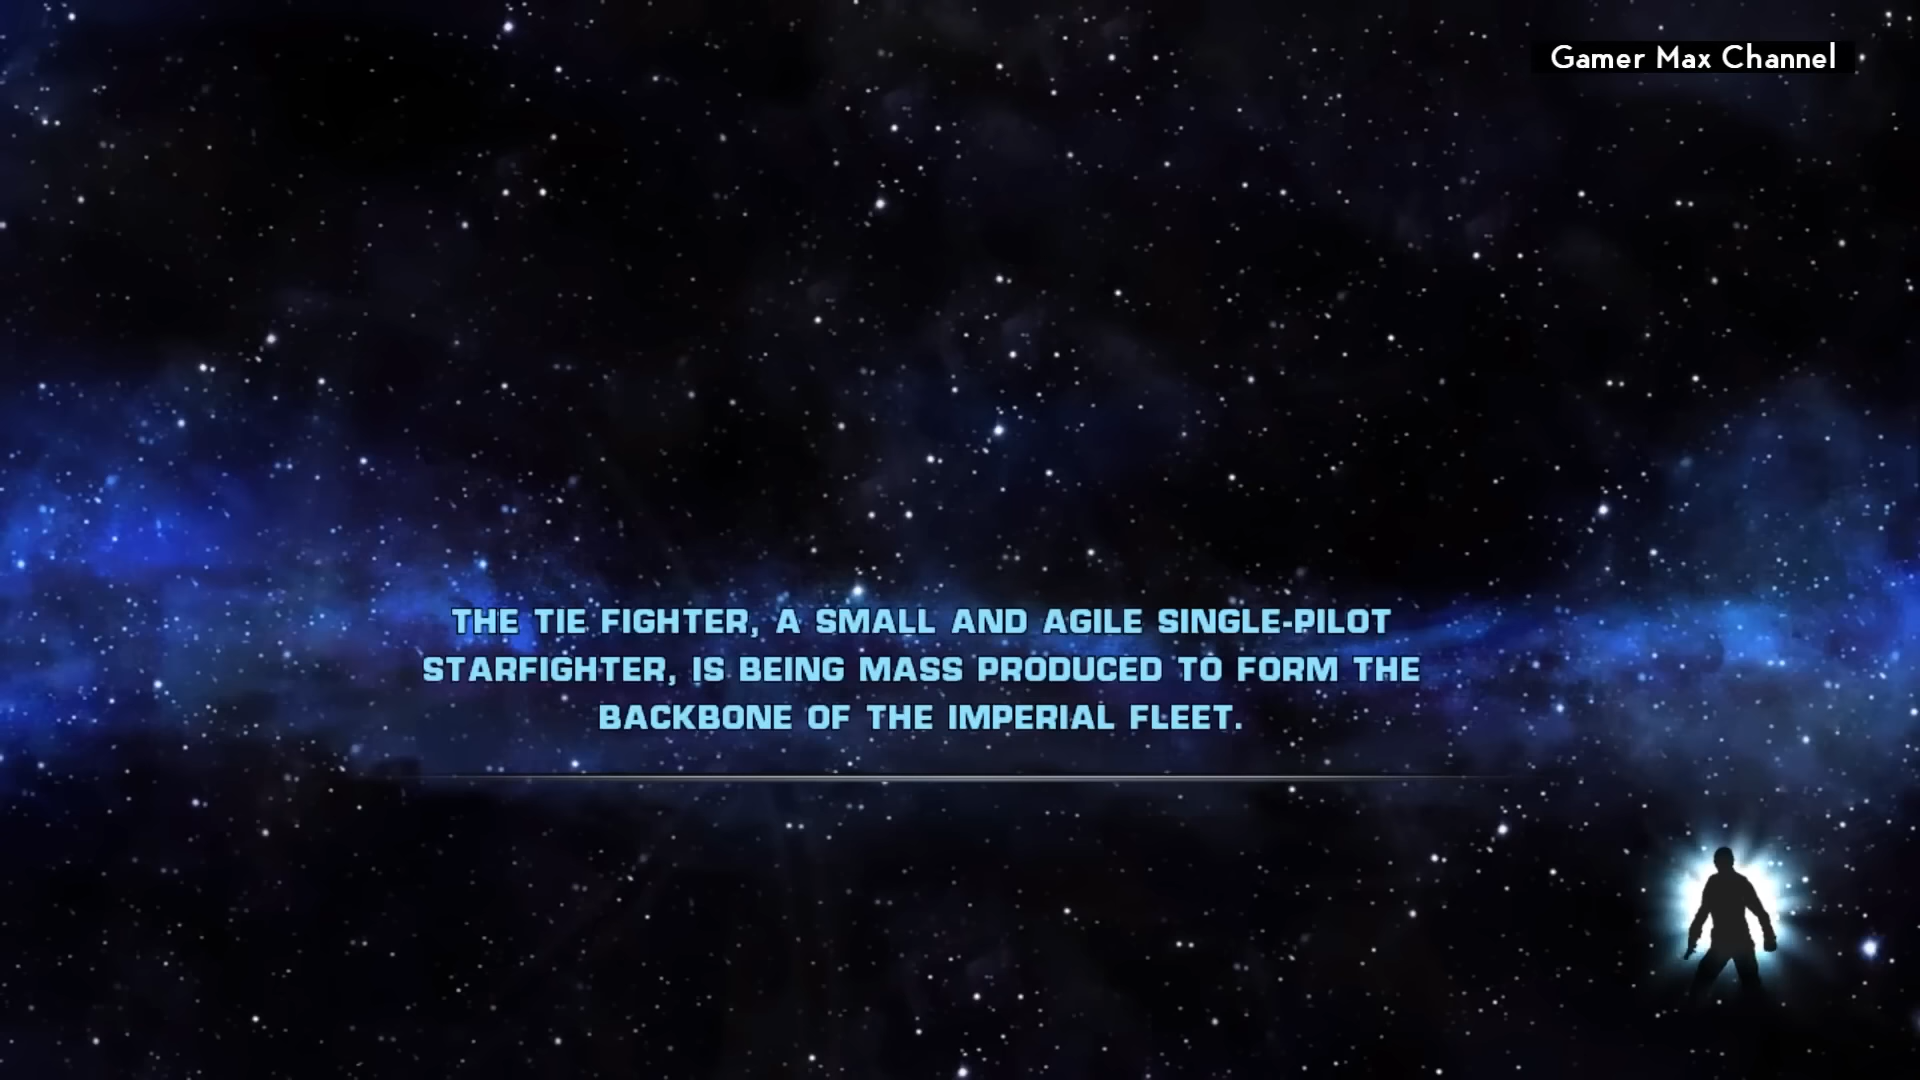 Gamer Max Channel
THE TIE FIGHTER, A SMALL AND AGILE SINGLE-PILOT
STARFIGHTER, IS BEING MASS PRODUCED TO FORM THE
BACKBONE OF THE IMPERIAL FLEET.